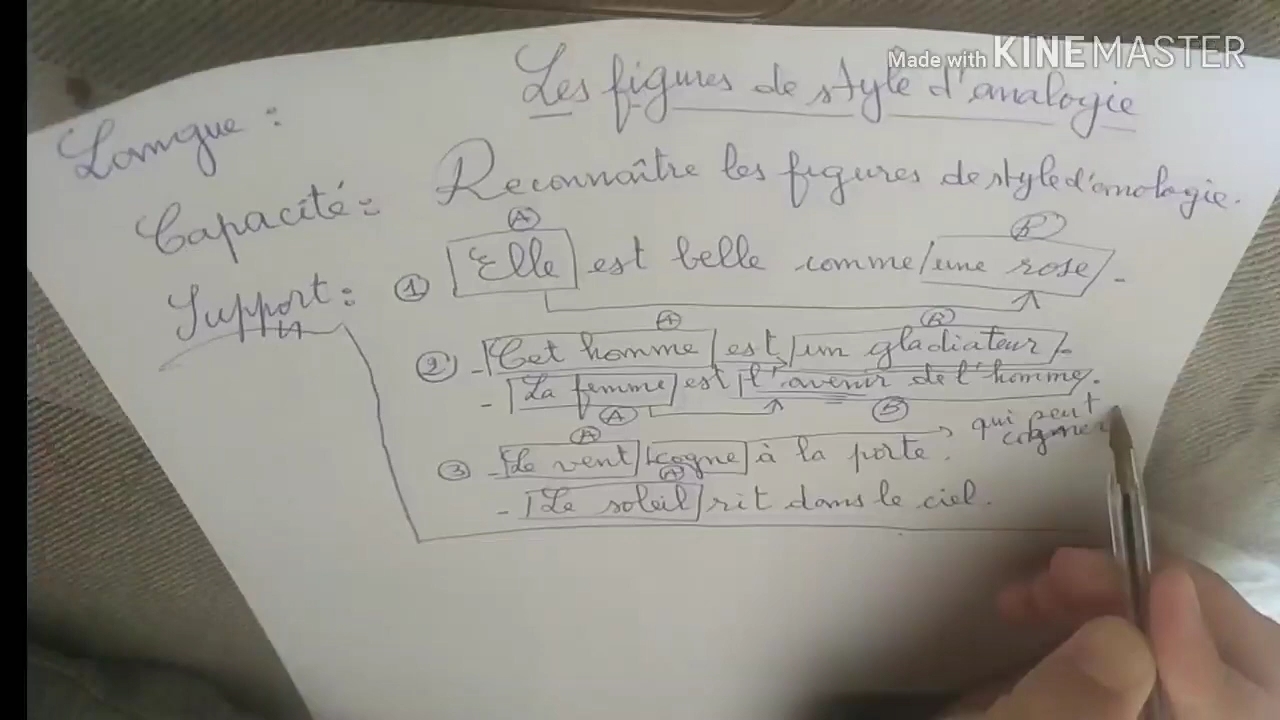 Made with KINEMASTER
Les figures de style d'analogie
Langue :
Capacité : Reconnaître les figures de style d'analogie.
A B
Support : 1 Elle est belle comme une rose.
A B
2 - Cet homme est un gladiateur.
- La femme est l'avenir de l'homme.
A B
qui peut
cogner
A
3 - Le vent cogne à la porte.
A
- Le soleil rit dans le ciel.